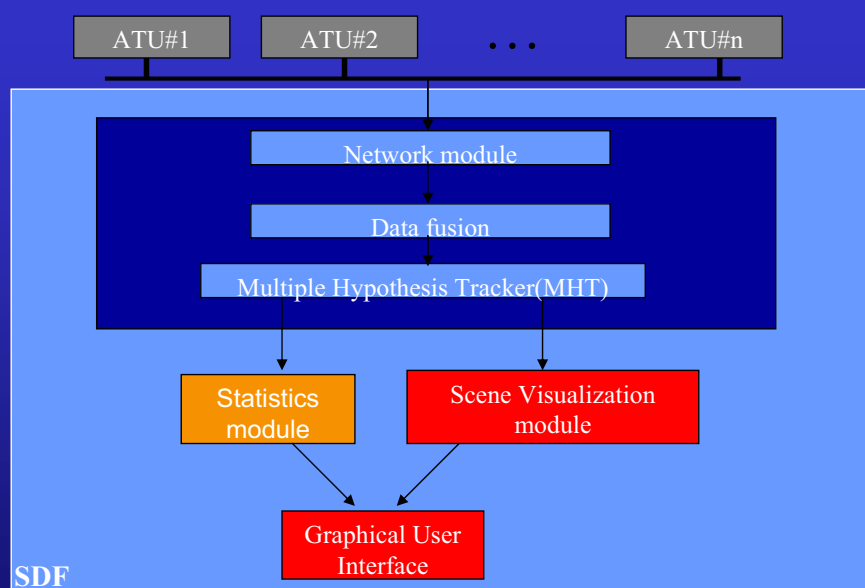 ATU#1 ATU#2 . . . ATU#n
Network module
Data fusion
Multiple Hypothesis Tracker(MHT)
Statistics
module
Scene Visualization
module
Graphical User
Interface
SDF